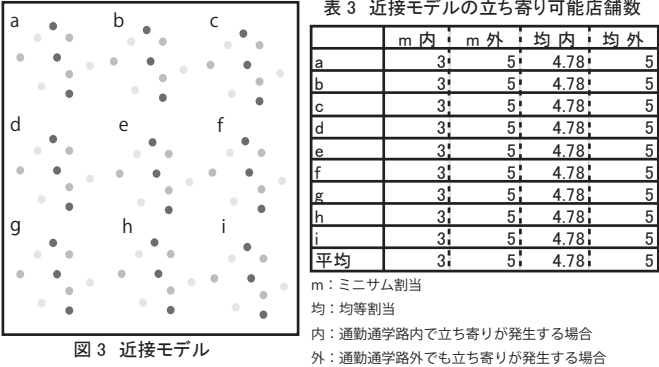 a b c
d e f
g h i
図 3 近接モデル
表 3 近接モデルの立ち寄り可能店舗数
m 内 m 外 均 内 均 外
a 3 5 4.78 5
b 3 5 4.78 5
c 3 5 4.78 5
d 3 5 4.78 5
e 3 5 4.78 5
f 3 5 4.78 5
g 3 5 4.78 5
h 3 5 4.78 5
i 3 5 4.78 5
平均 3 5 4.78 5
m:ミニサム割当
均:均等割当
内:通勤通学路内で立ち寄りが発生する場合
外:通勤通学路外でも立ち寄りが発生する場合